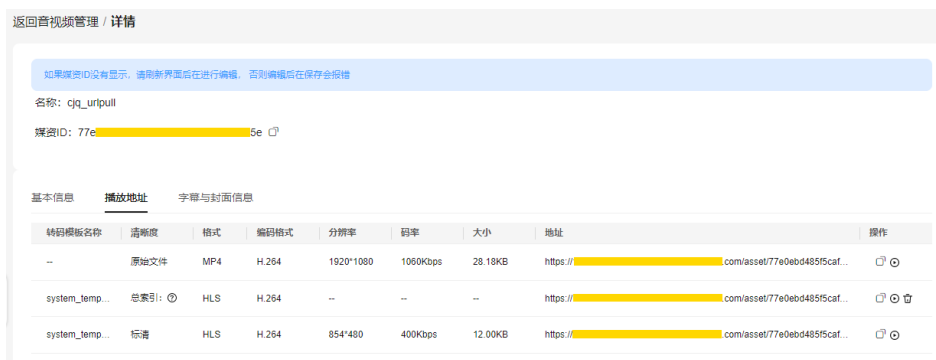 返回音视频管理 / 详情
如果媒资ID没有显示，请刷新界面后在进行编辑，否则编辑后在保存会报错
名称：cjq_urlpull
媒资ID：77e 5e
基本信息 播放地址 字幕与封面信息
转码模板名称 清晰度 格式 编码格式 分辨率 码率 大小 地址 操作
-- 原始文件 MP4 H.264 1920*1080 1060Kbps 28.18KB https:// .com/asset/77e0ebd485f5caf...
system_temp... 总索引: HLS H.264 -- -- -- https:// .com/asset/77e0ebd485f5caf...
system_temp... 标清 HLS H.264 854*480 400Kbps 12.00KB https:// .com/asset/77e0ebd485f5caf...